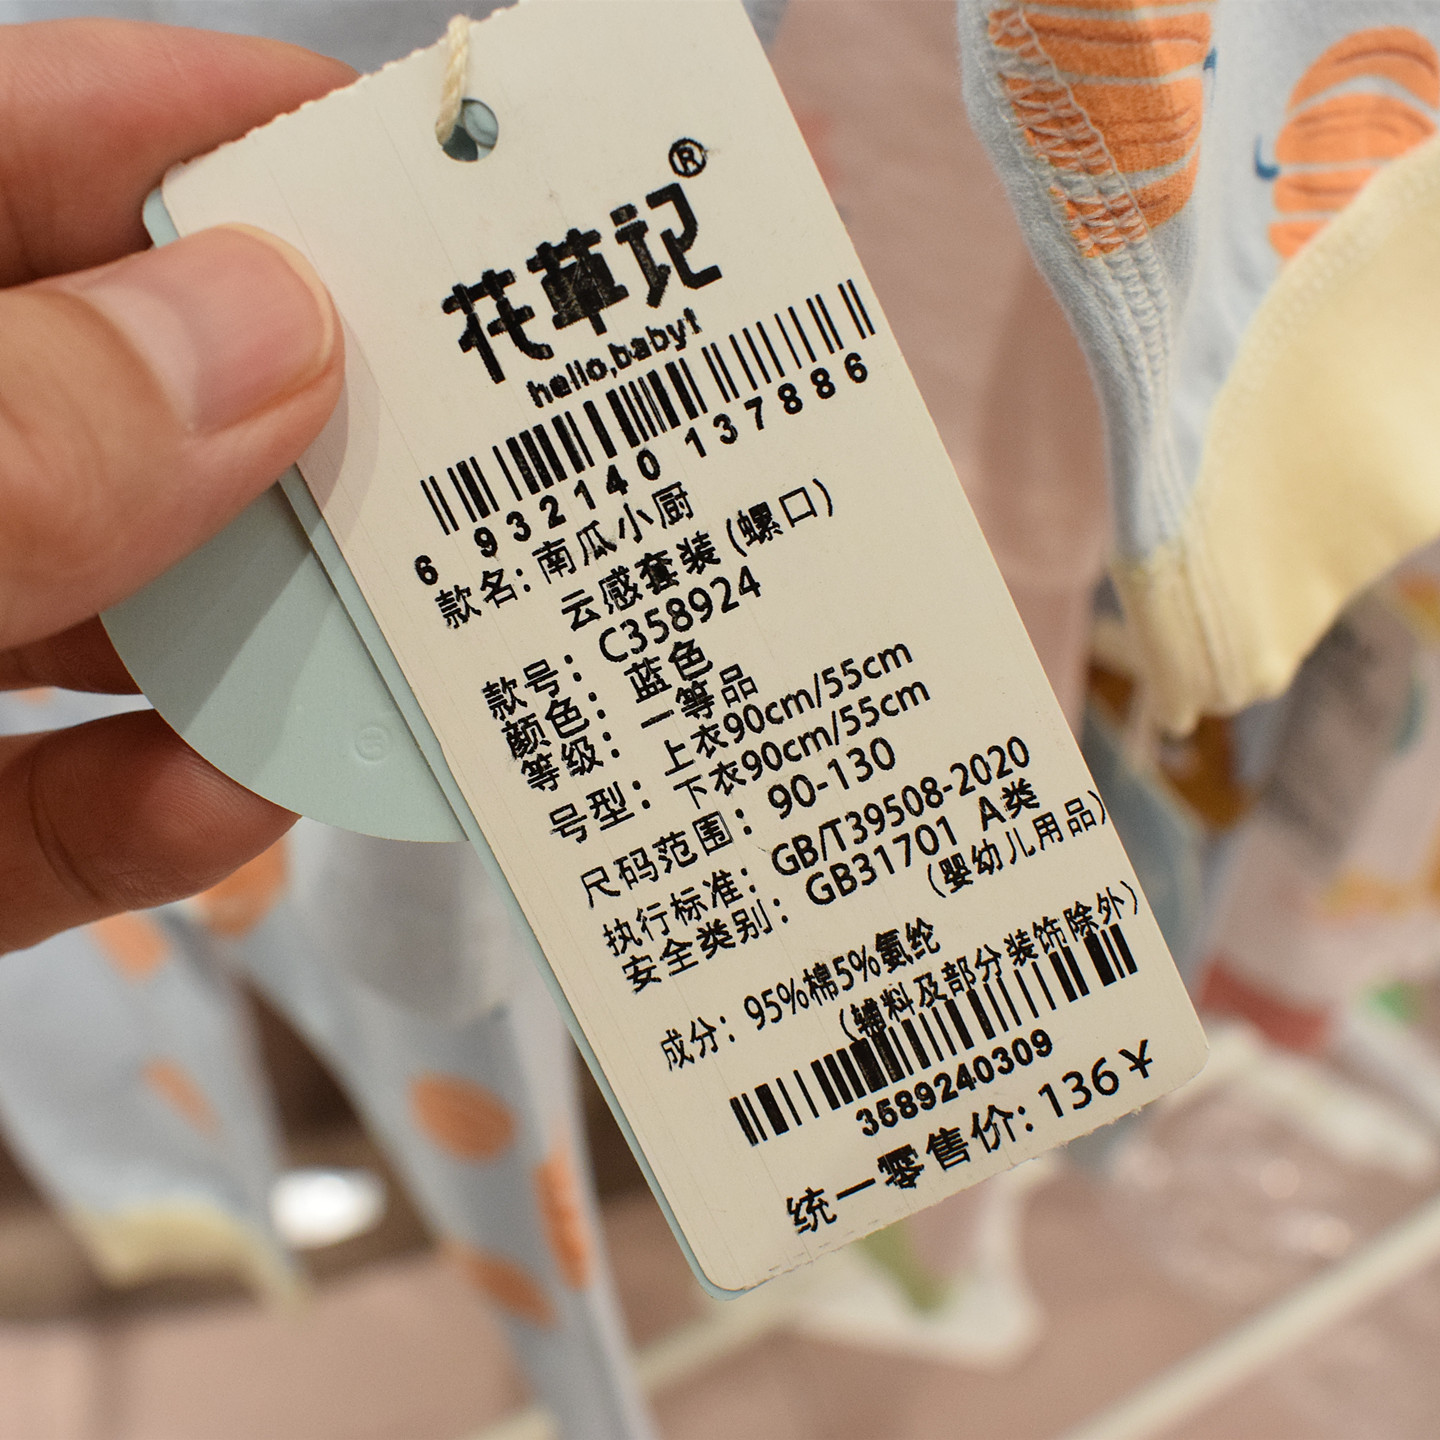 花草记®
hello,baby!
6 932140 137886
款名: 南瓜小厨
云感套装 (螺口)
款号: C358924
颜色: 蓝色
等级: 一等品
号型: 上衣90cm/55cm
下衣90cm/55cm
尺码范围: 90-130
执行标准: GB/T39508-2020
安全类别: GB31701 A类
(婴幼儿用品)
成分: 95%棉5%氨纶
(辅料及部分装饰除外)
3589240309
统一零售价: 136¥